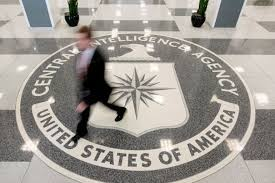 CENTRAL INTELLIGENCE AGENCY
UNITED STATES OF AMERICA